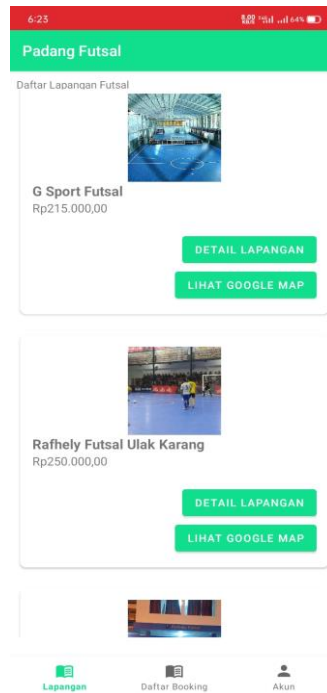 6:23
64%
Padang Futsal
Daftar Lapangan Futsal
G Sport Futsal
Rp215.000,00
DETAIL LAPANGAN
LIHAT GOOGLE MAP
Rafhely Futsal Ulak Karang
Rp250.000,00
DETAIL LAPANGAN
LIHAT GOOGLE MAP
Lapangan
Daftar Booking
Akun